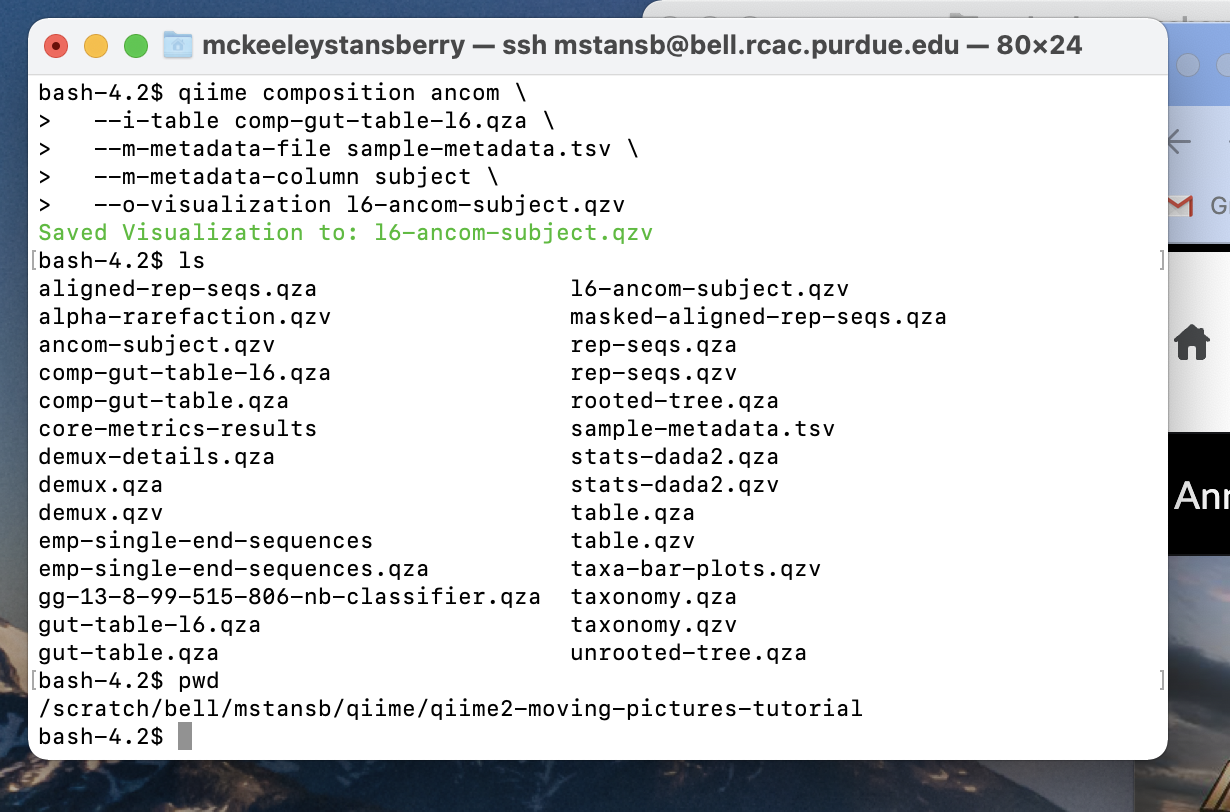 mckeeleystansberry — ssh mstansb@bell.rcac.purdue.edu — 80×24
bash-4.2$ qiime composition ancom \
>   --i-table comp-gut-table-l6.qza \
>   --m-metadata-file sample-metadata.tsv \
>   --m-metadata-column subject \
>   --o-visualization l6-ancom-subject.qzv
Saved Visualization to: l6-ancom-subject.qzv
[bash-4.2$ ls ]
aligned-rep-seqs.qza                  l6-ancom-subject.qzv
alpha-rarefaction.qzv                 masked-aligned-rep-seqs.qza
ancom-subject.qzv                     rep-seqs.qza
comp-gut-table-l6.qza                 rep-seqs.qzv
comp-gut-table.qza                    rooted-tree.qza
core-metrics-results                  sample-metadata.tsv
demux-details.qza                     stats-dada2.qza
demux.qza                             stats-dada2.qzv
demux.qzv                             table.qza
emp-single-end-sequences              table.qzv
emp-single-end-sequences.qza          taxa-bar-plots.qzv
gg-13-8-99-515-806-nb-classifier.qza  taxonomy.qza
gut-table-l6.qza                      taxonomy.qzv
gut-table.qza                         unrooted-tree.qza
[bash-4.2$ pwd ]
/scratch/bell/mstansb/qiime/qiime2-moving-pictures-tutorial
bash-4.2$